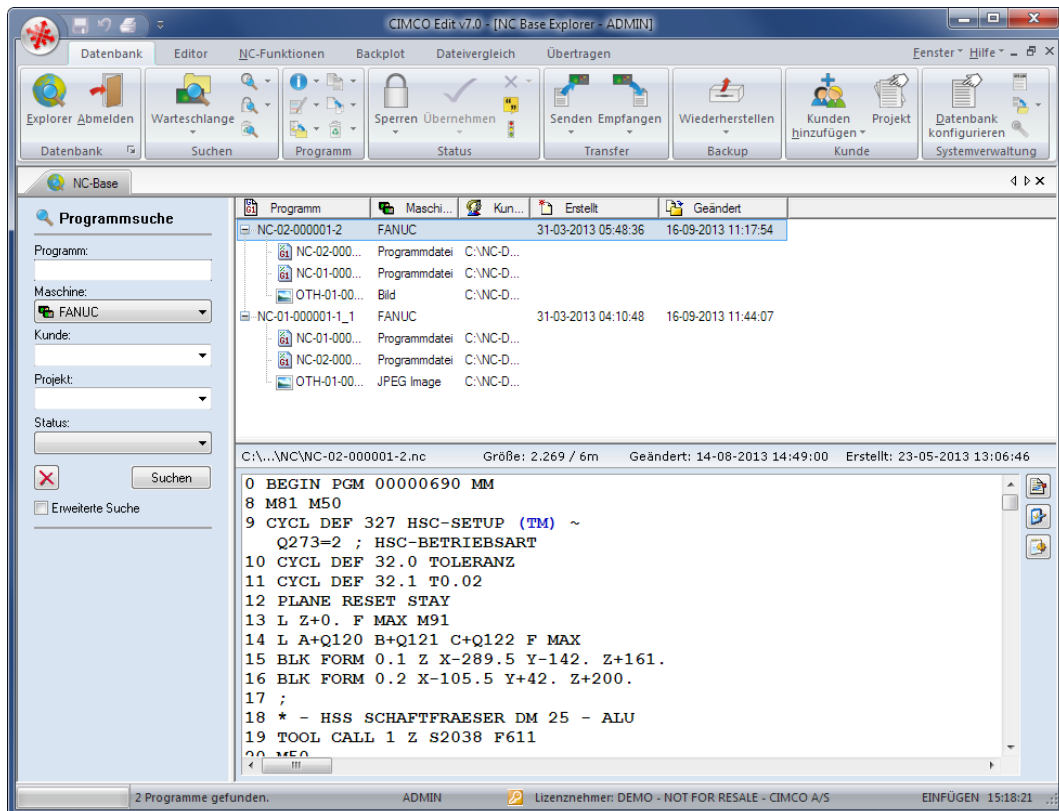 CIMCO Edit v7.0 - [NC Base Explorer - ADMIN]
Datenbank Editor NC-Funktionen Backplot Dateivergleich Übertragen Fenster Hilfe
Explorer Abmelden Warteschlange Sperren Übernehmen Senden Empfangen Wiederherstellen Kunden hinzufügen Projekt Datenbank konfigurieren
Datenbank Suchen Programm Status Transfer Backup Kunde Systemverwaltung
NC-Base
Programmsuche
Programm:
Maschine:
FANUC
Kunde:
Projekt:
Status:
Suchen
Erweiterte Suche
Programm Maschi... Kun... Erstellt Geändert
NC-02-000001-2 FANUC 31-03-2013 05:48:36 16-09-2013 11:17:54
NC-02-000... Programmdatei C:\NC-D...
NC-01-000... Programmdatei C:\NC-D...
OTH-01-00... Bild C:\NC-D...
NC-01-000001-1_1 FANUC 31-03-2013 04:10:48 16-09-2013 11:44:07
NC-01-000... Programmdatei C:\NC-D...
NC-02-000... Programmdatei C:\NC-D...
OTH-01-00... JPEG Image C:\NC-D...
C:\...\NC\NC-02-000001-2.nc Größe: 2.269 / 6m Geändert: 14-08-2013 14:49:00 Erstellt: 23-05-2013 13:06:46
0 BEGIN PGM 00000690 MM
8 M81 M50
9 CYCL DEF 327 HSC-SETUP (TM) ~
Q273=2 ; HSC-BETRIEBSART
10 CYCL DEF 32.0 TOLERANZ
11 CYCL DEF 32.1 T0.02
12 PLANE RESET STAY
13 L Z+0. F MAX M91
14 L A+Q120 B+Q121 C+Q122 F MAX
15 BLK FORM 0.1 Z X-289.5 Y-142. Z+161.
16 BLK FORM 0.2 X-105.5 Y+42. Z+200.
17 ;
18 * - HSS SCHAFTFRAESER DM 25 - ALU
19 TOOL CALL 1 Z S2038 F611
20 M50
2 Programme gefunden. ADMIN Lizenznehmer: DEMO - NOT FOR RESALE - CIMCO A/S EINFÜGEN 15:18:21